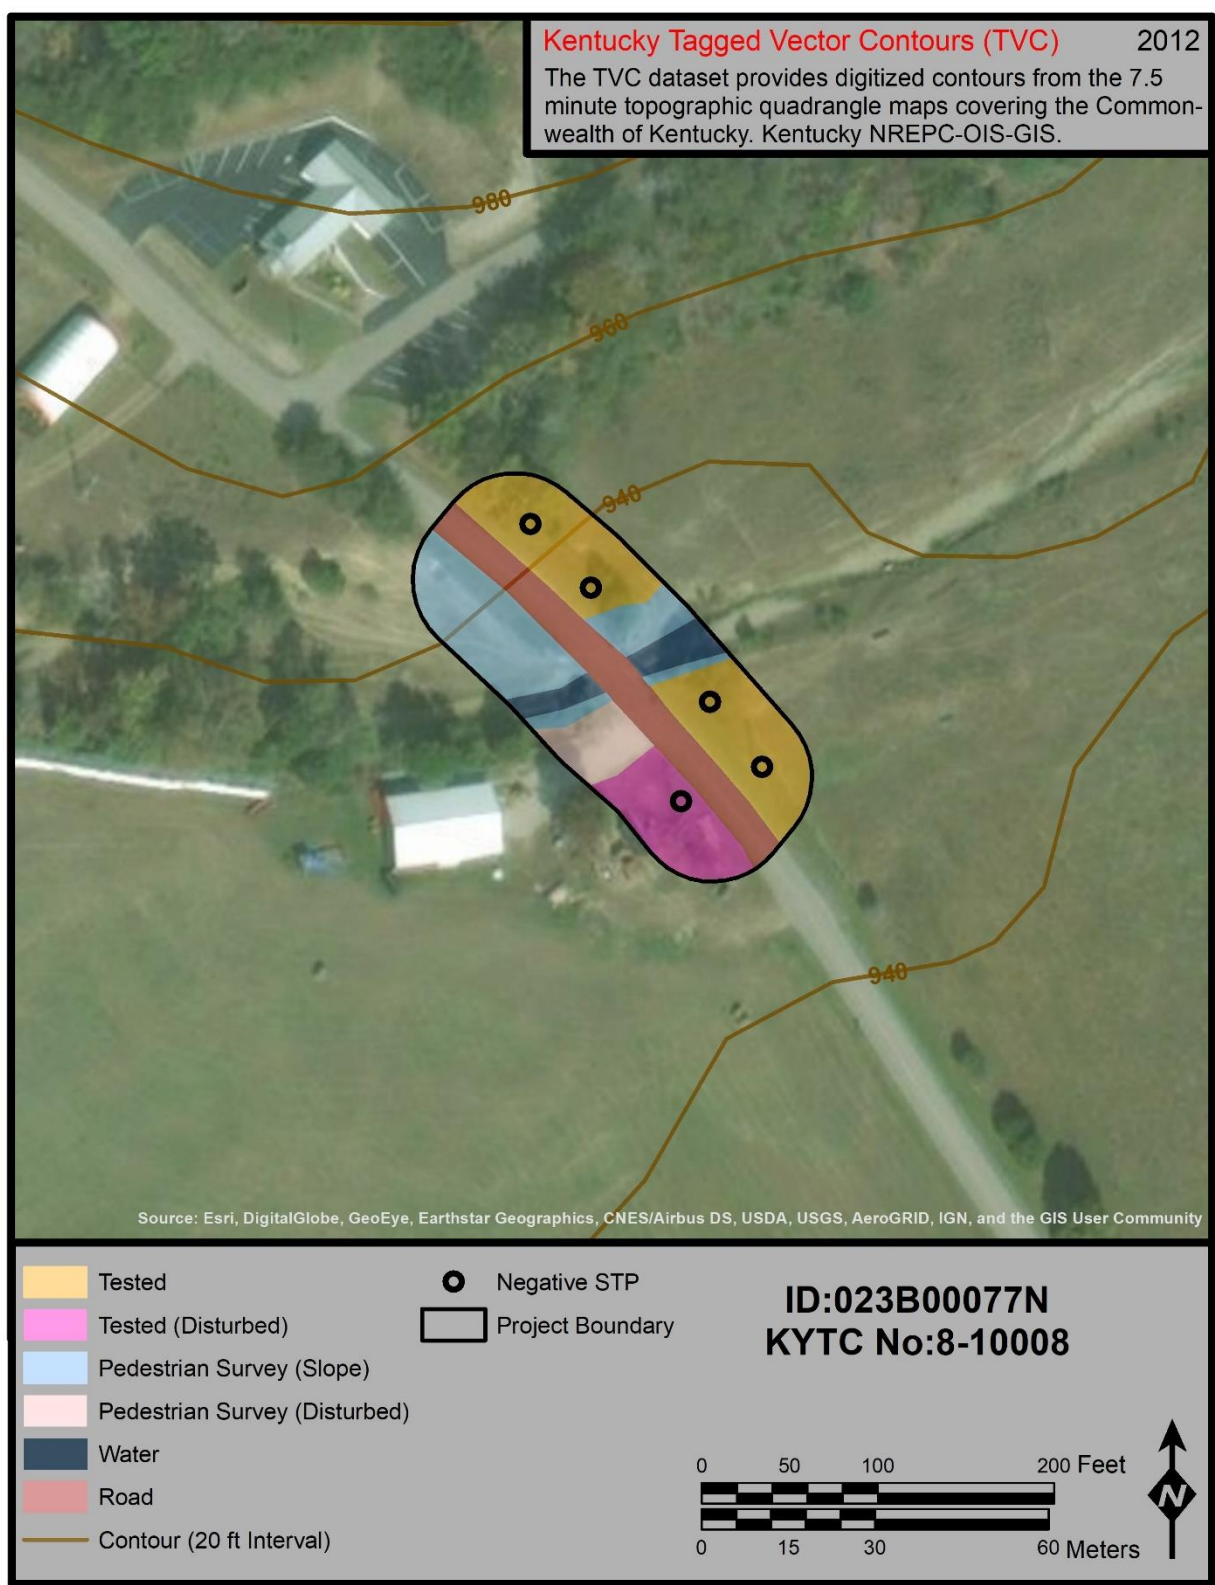 Kentucky Tagged Vector Contours (TVC) 2012
The TVC dataset provides digitized contours from the 7.5
minute topographic quadrangle maps covering the Common-
wealth of Kentucky. Kentucky NREPC-OIS-GIS.
980
960
940
940
Source: Esri, DigitalGlobe, GeoEye, Earthstar Geographics, CNES/Airbus DS, USDA, USGS, AeroGRID, IGN, and the GIS User Community
Tested
Tested (Disturbed)
Pedestrian Survey (Slope)
Pedestrian Survey (Disturbed)
Water
Road
Contour (20 ft Interval)
Negative STP
Project Boundary
ID:023B00077N
KYTC No:8-10008
0 50 100 200 Feet
0 15 30 60 Meters
N